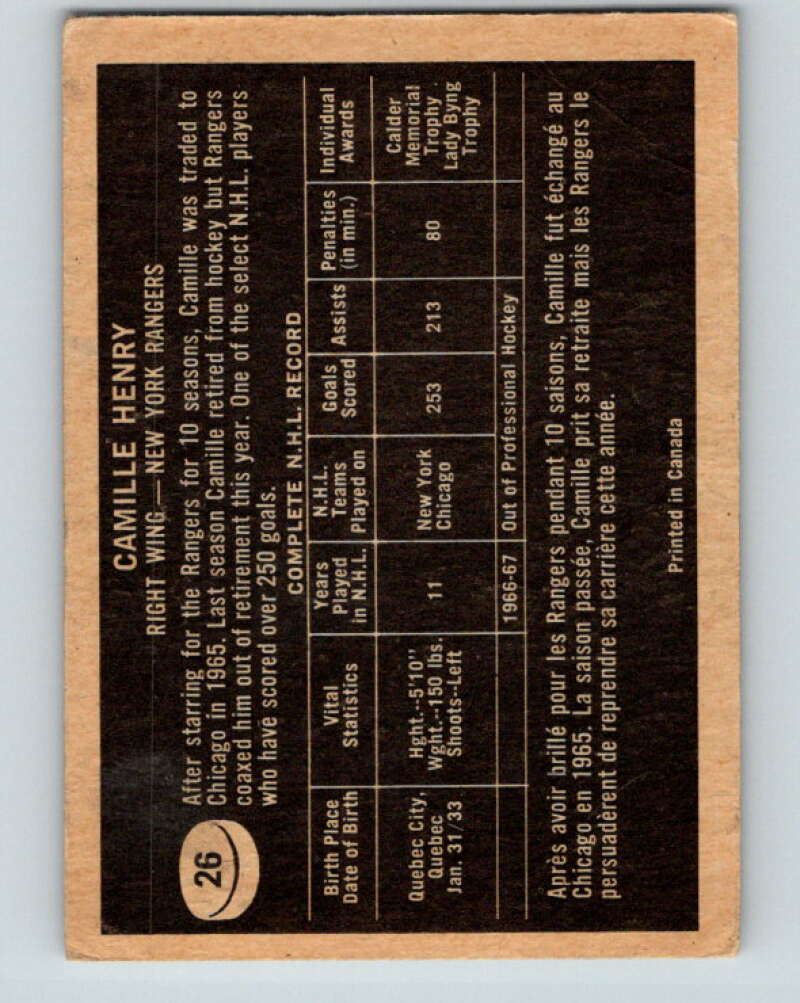 26
CAMILLE HENRY
RIGHT WING — NEW YORK RANGERS
After starring for the Rangers for 10 seasons, Camille was traded to
Chicago in 1965. Last season Camille retired from hockey but Rangers
coaxed him out of retirement this year. One of the select N.H.L. players
who have scored over 250 goals.
COMPLETE N.H.L. RECORD
Birth Place
Date of Birth
Vital
Statistics
Years
Played
in N.H.L.
N.H.L.
Teams
Played on
Goals
Scored
Assists
Penalties
(in min.)
Individual
Awards
Quebec City,
Quebec
Jan. 31/33
Hght.--5'10"
Wght.--150 lbs.
Shoots--Left
11
New York
Chicago
253
213
80
Calder
Memorial
Trophy
Lady Byng
Trophy
1966-67 Out of Professional Hockey
Après avoir brillé pour les Rangers pendant 10 saisons, Camille fut échangé au
Chicago en 1965. La saison passée, Camille prit sa retraite mais les Rangers le
persuadèrent de reprendre sa carrière cette année.
Printed in Canada